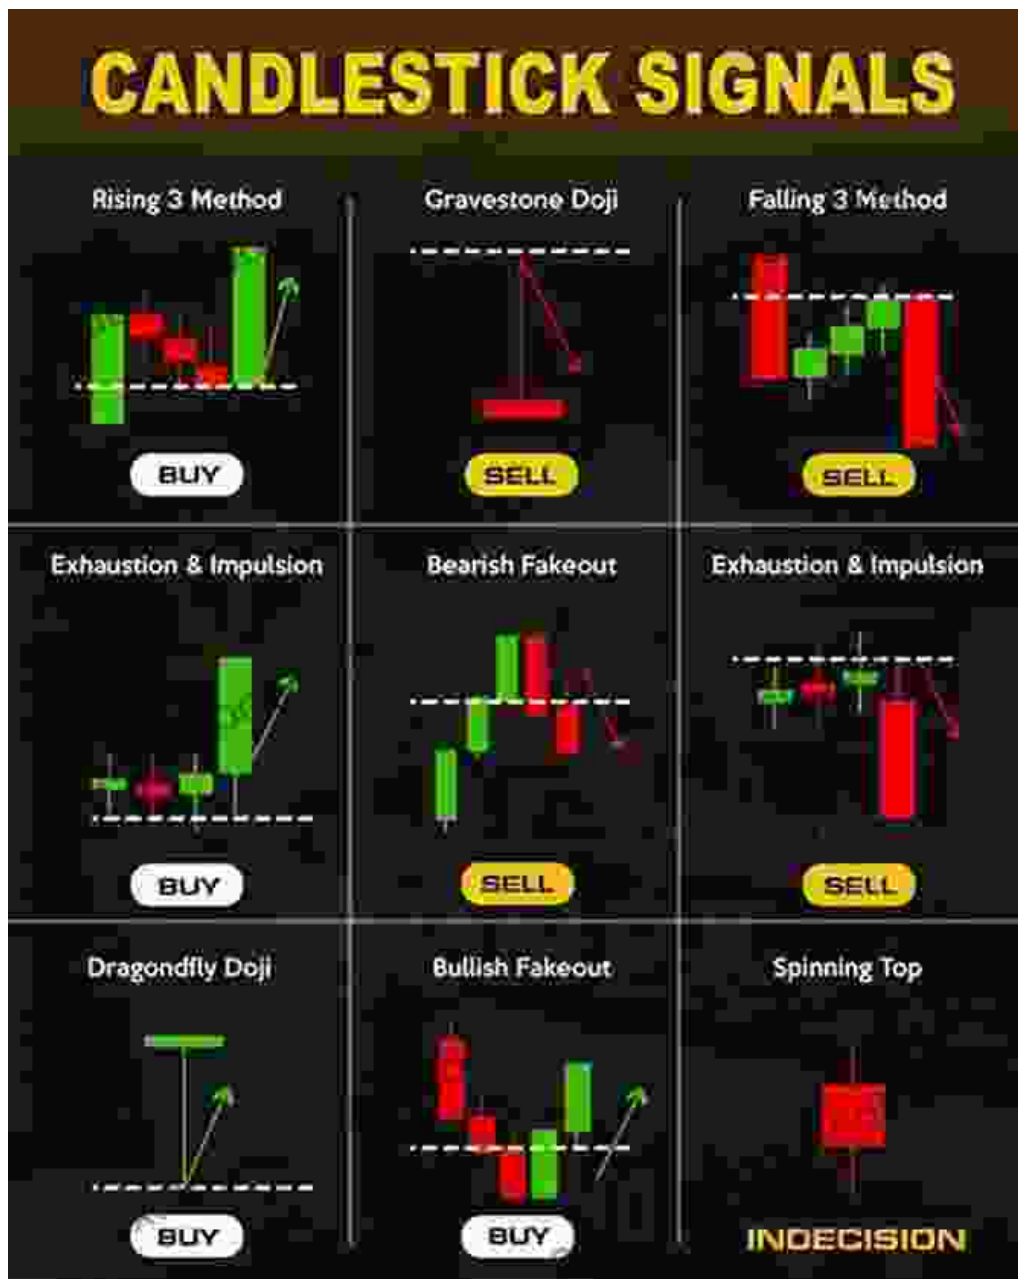 CANDLESTICK SIGNALS
Rising 3 Method
Gravestone Doji
Falling 3 Method
BUY
SELL
SELL
Exhaustion & Impulsion
Bearish Fakeout
Exhaustion & Impulsion
BUY
SELL
SELL
Dragondfly Doji
Bullish Fakeout
Spinning Top
BUY
BUY
INDECISION